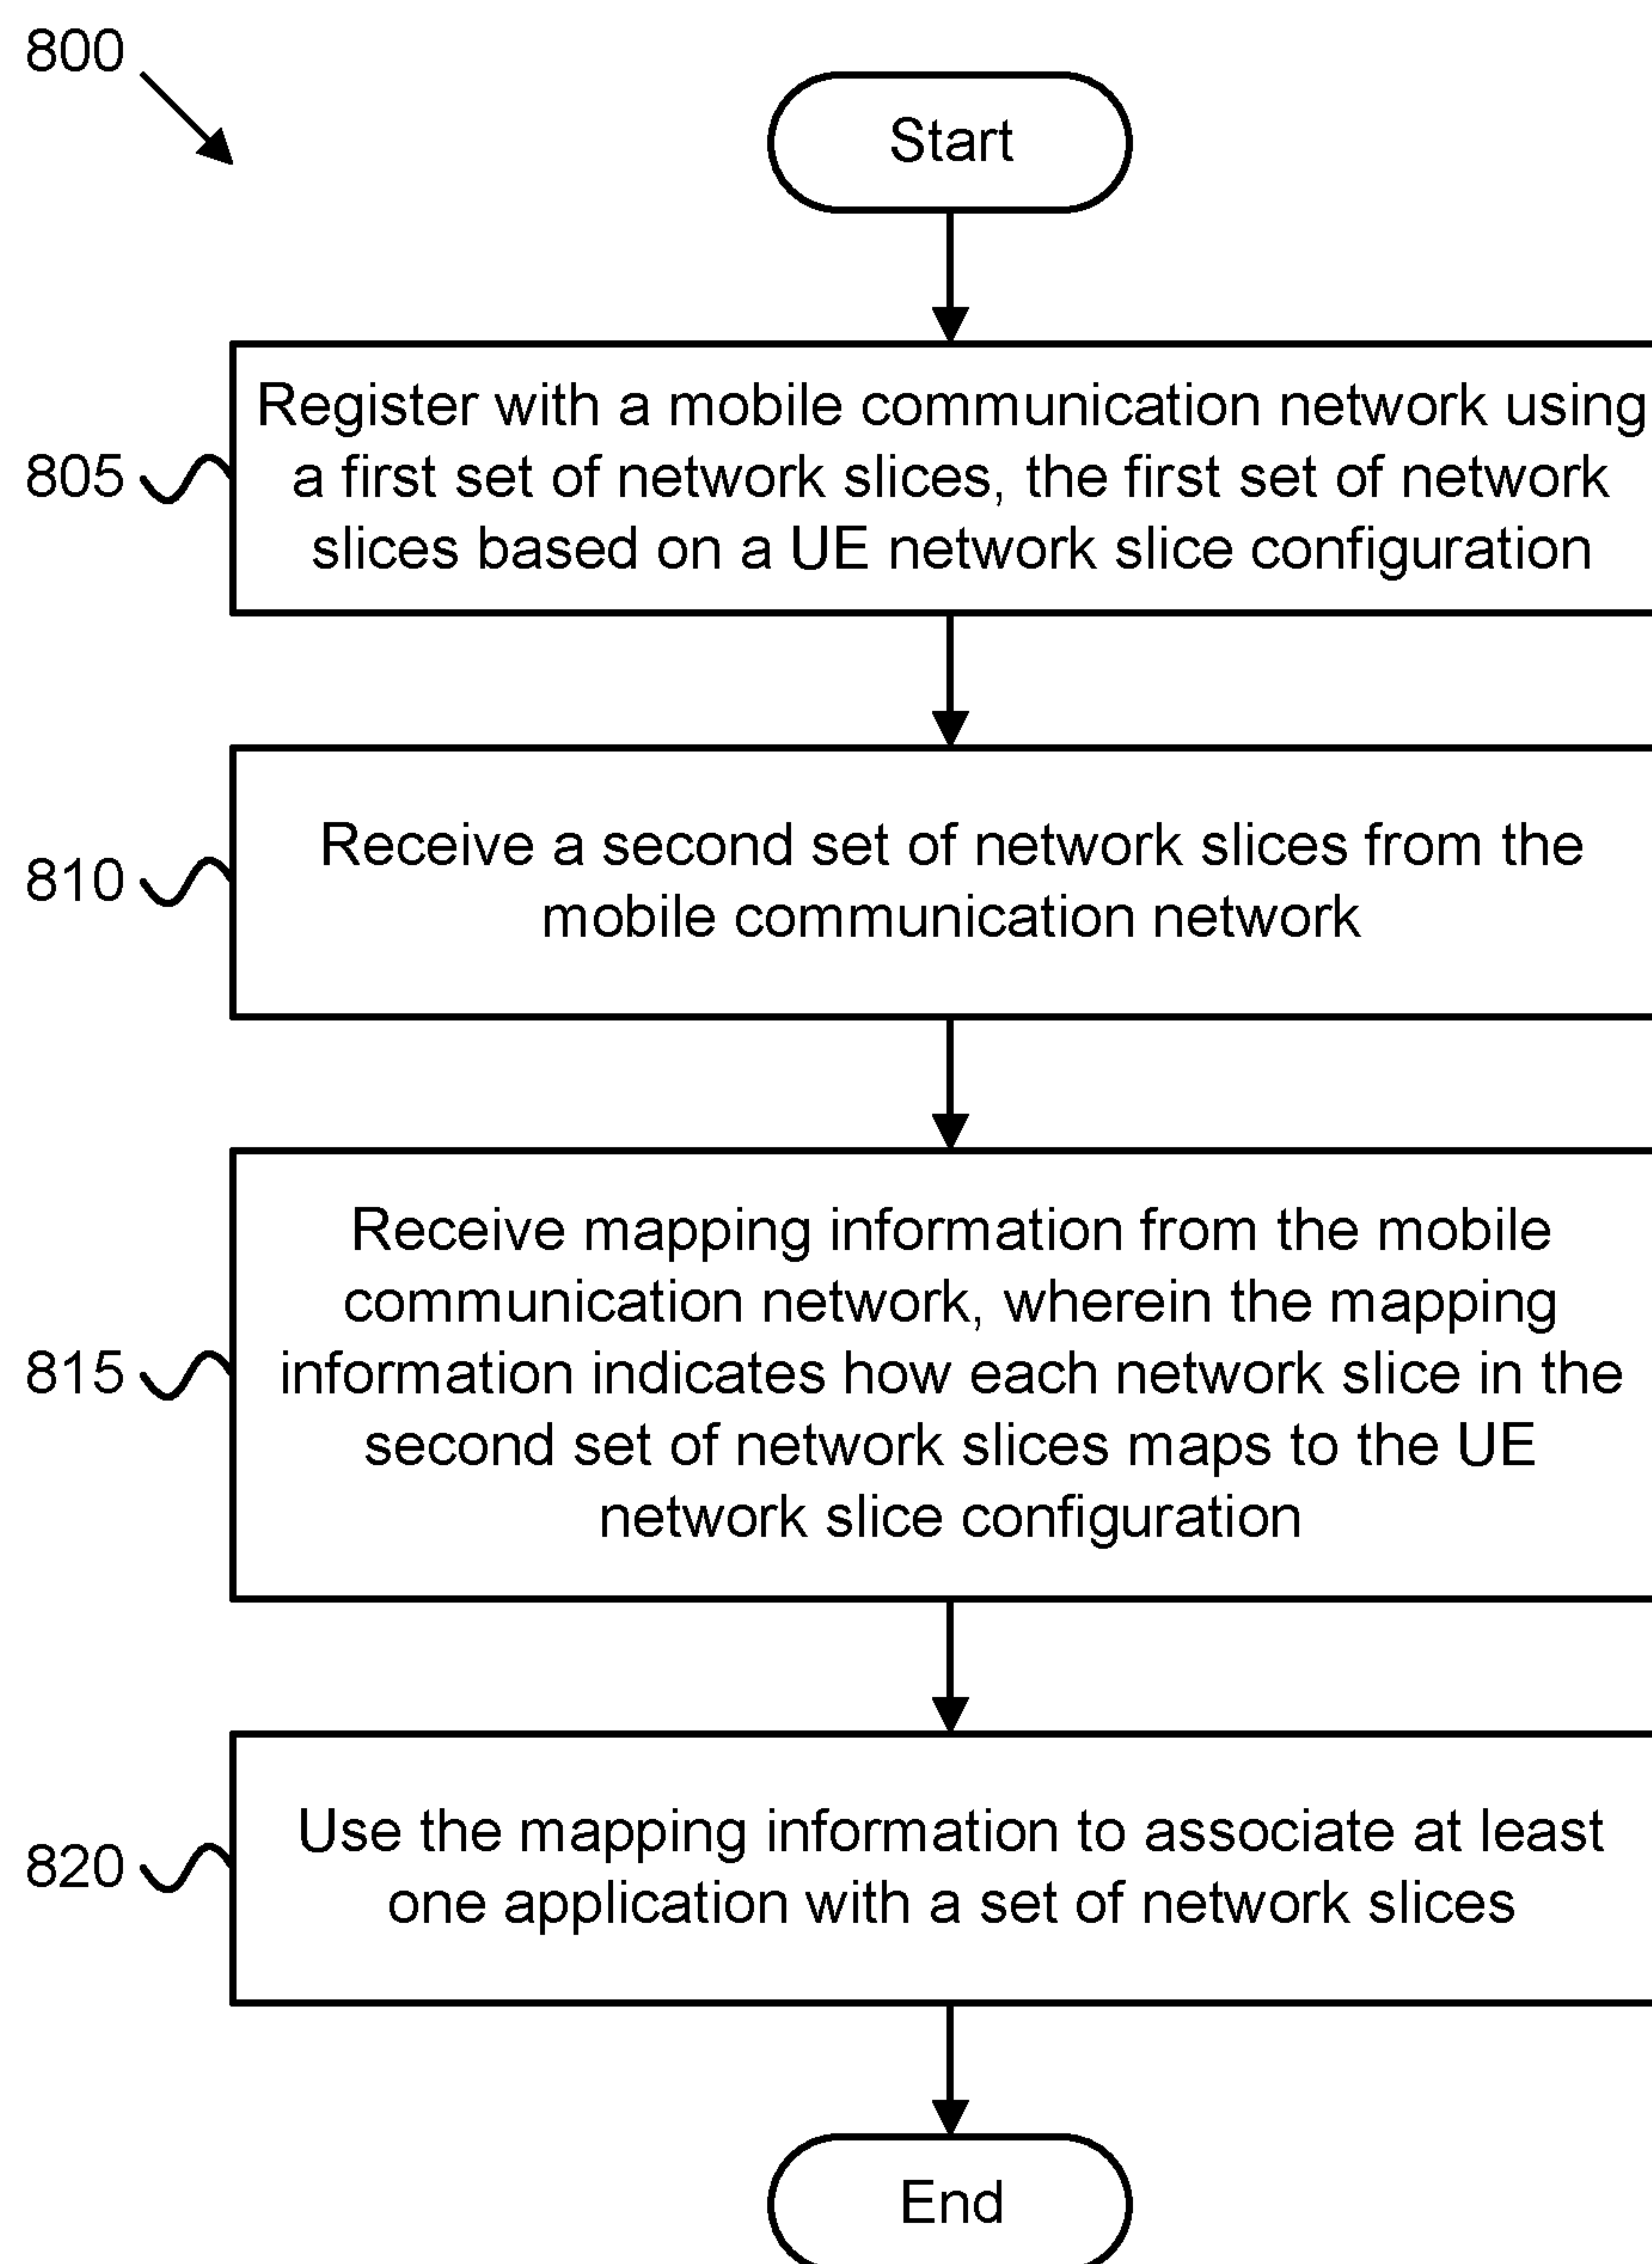 800
Start
805
Register with a mobile communication network using
a first set of network slices, the first set of network
slices based on a UE network slice configuration
810
Receive a second set of network slices from the
mobile communication network
815
Receive mapping information from the mobile
communication network, wherein the mapping
information indicates how each network slice in the
second set of network slices maps to the UE
network slice configuration
820
Use the mapping information to associate at least
one application with a set of network slices
End